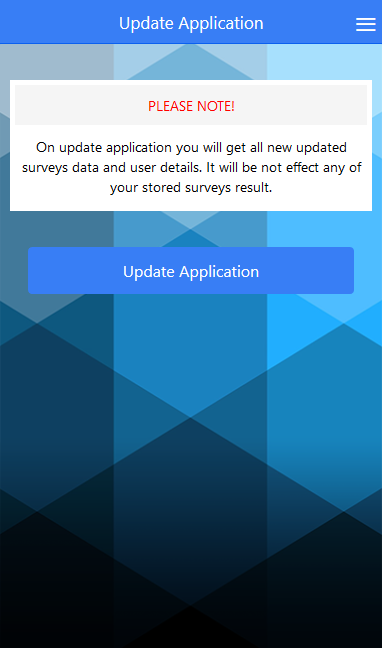 Update Application
PLEASE NOTE!
On update application you will get all new updated
surveys data and user details. It will be not effect any of
your stored surveys result.
Update Application